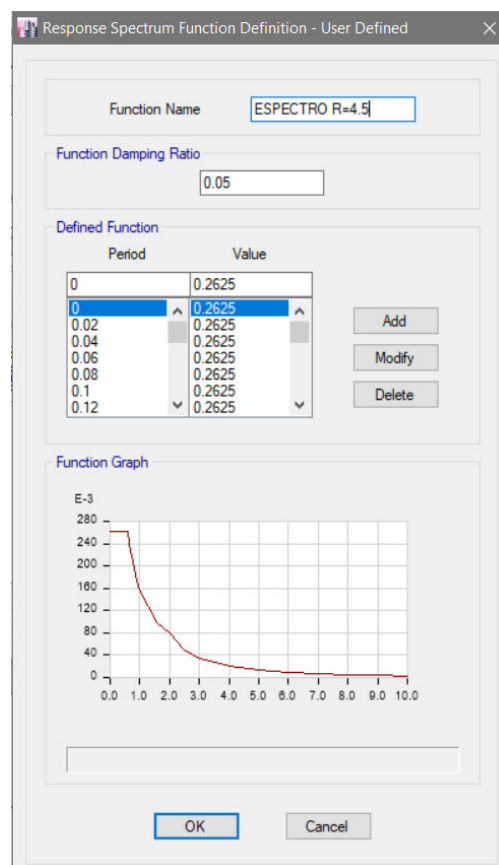 Response Spectrum Function Definition - User Defined
Function Name ESPECTRO R=4.5
Function Damping Ratio
0.05
Defined Function
Period Value
0 0.2625
0 0.2625
0.02 0.2625
0.04 0.2625
0.06 0.2625
0.08 0.2625
0.1 0.2625
0.12 0.2625
Add
Modify
Delete
Function Graph
E-3
280
240
200
160
120
80
40
0
0.0 1.0 2.0 3.0 4.0 5.0 6.0 7.0 8.0 9.0 10.0
OK Cancel